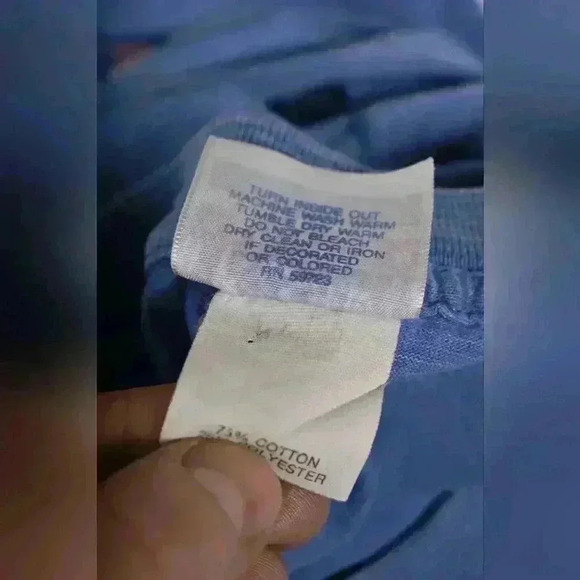 TURN INSIDE OUT
MACHINE WASH WARM
TUMBLE DRY WARM
DO NOT BLEACH
DRY CLEAN OR IRON
IF DECORATED
OR COLORED
RN 59723
75% COTTON
POLYESTER